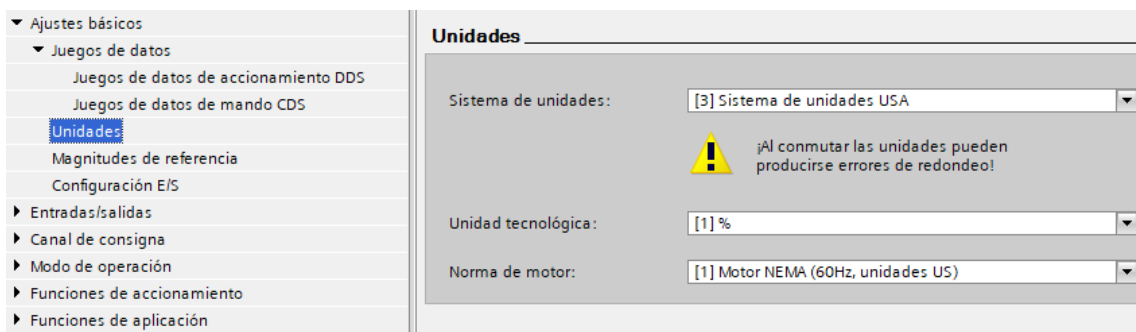 Ajustes básicos
Juegos de datos
Juegos de datos de accionamiento DDS
Juegos de datos de mando CDS
Unidades
Magnitudes de referencia
Configuración E/S
Entradas/salidas
Canal de consigna
Modo de operación
Funciones de accionamiento
Funciones de aplicación
Unidades
Sistema de unidades: [3] Sistema de unidades USA
¡Al conmutar las unidades pueden
producirse errores de redondeo!
Unidad tecnológica: [1] %
Norma de motor: [1] Motor NEMA (60Hz, unidades US)